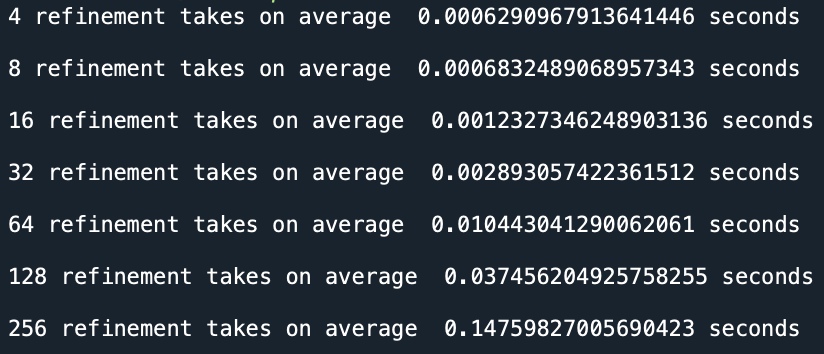 4 refinement takes on average  0.0006290967913641446 seconds
8 refinement takes on average  0.0006832489068957343 seconds
16 refinement takes on average  0.0012327346248903136 seconds
32 refinement takes on average  0.002893057422361512 seconds
64 refinement takes on average  0.010443041290062061 seconds
128 refinement takes on average  0.037456204925758255 seconds
256 refinement takes on average  0.14759827005690423 seconds